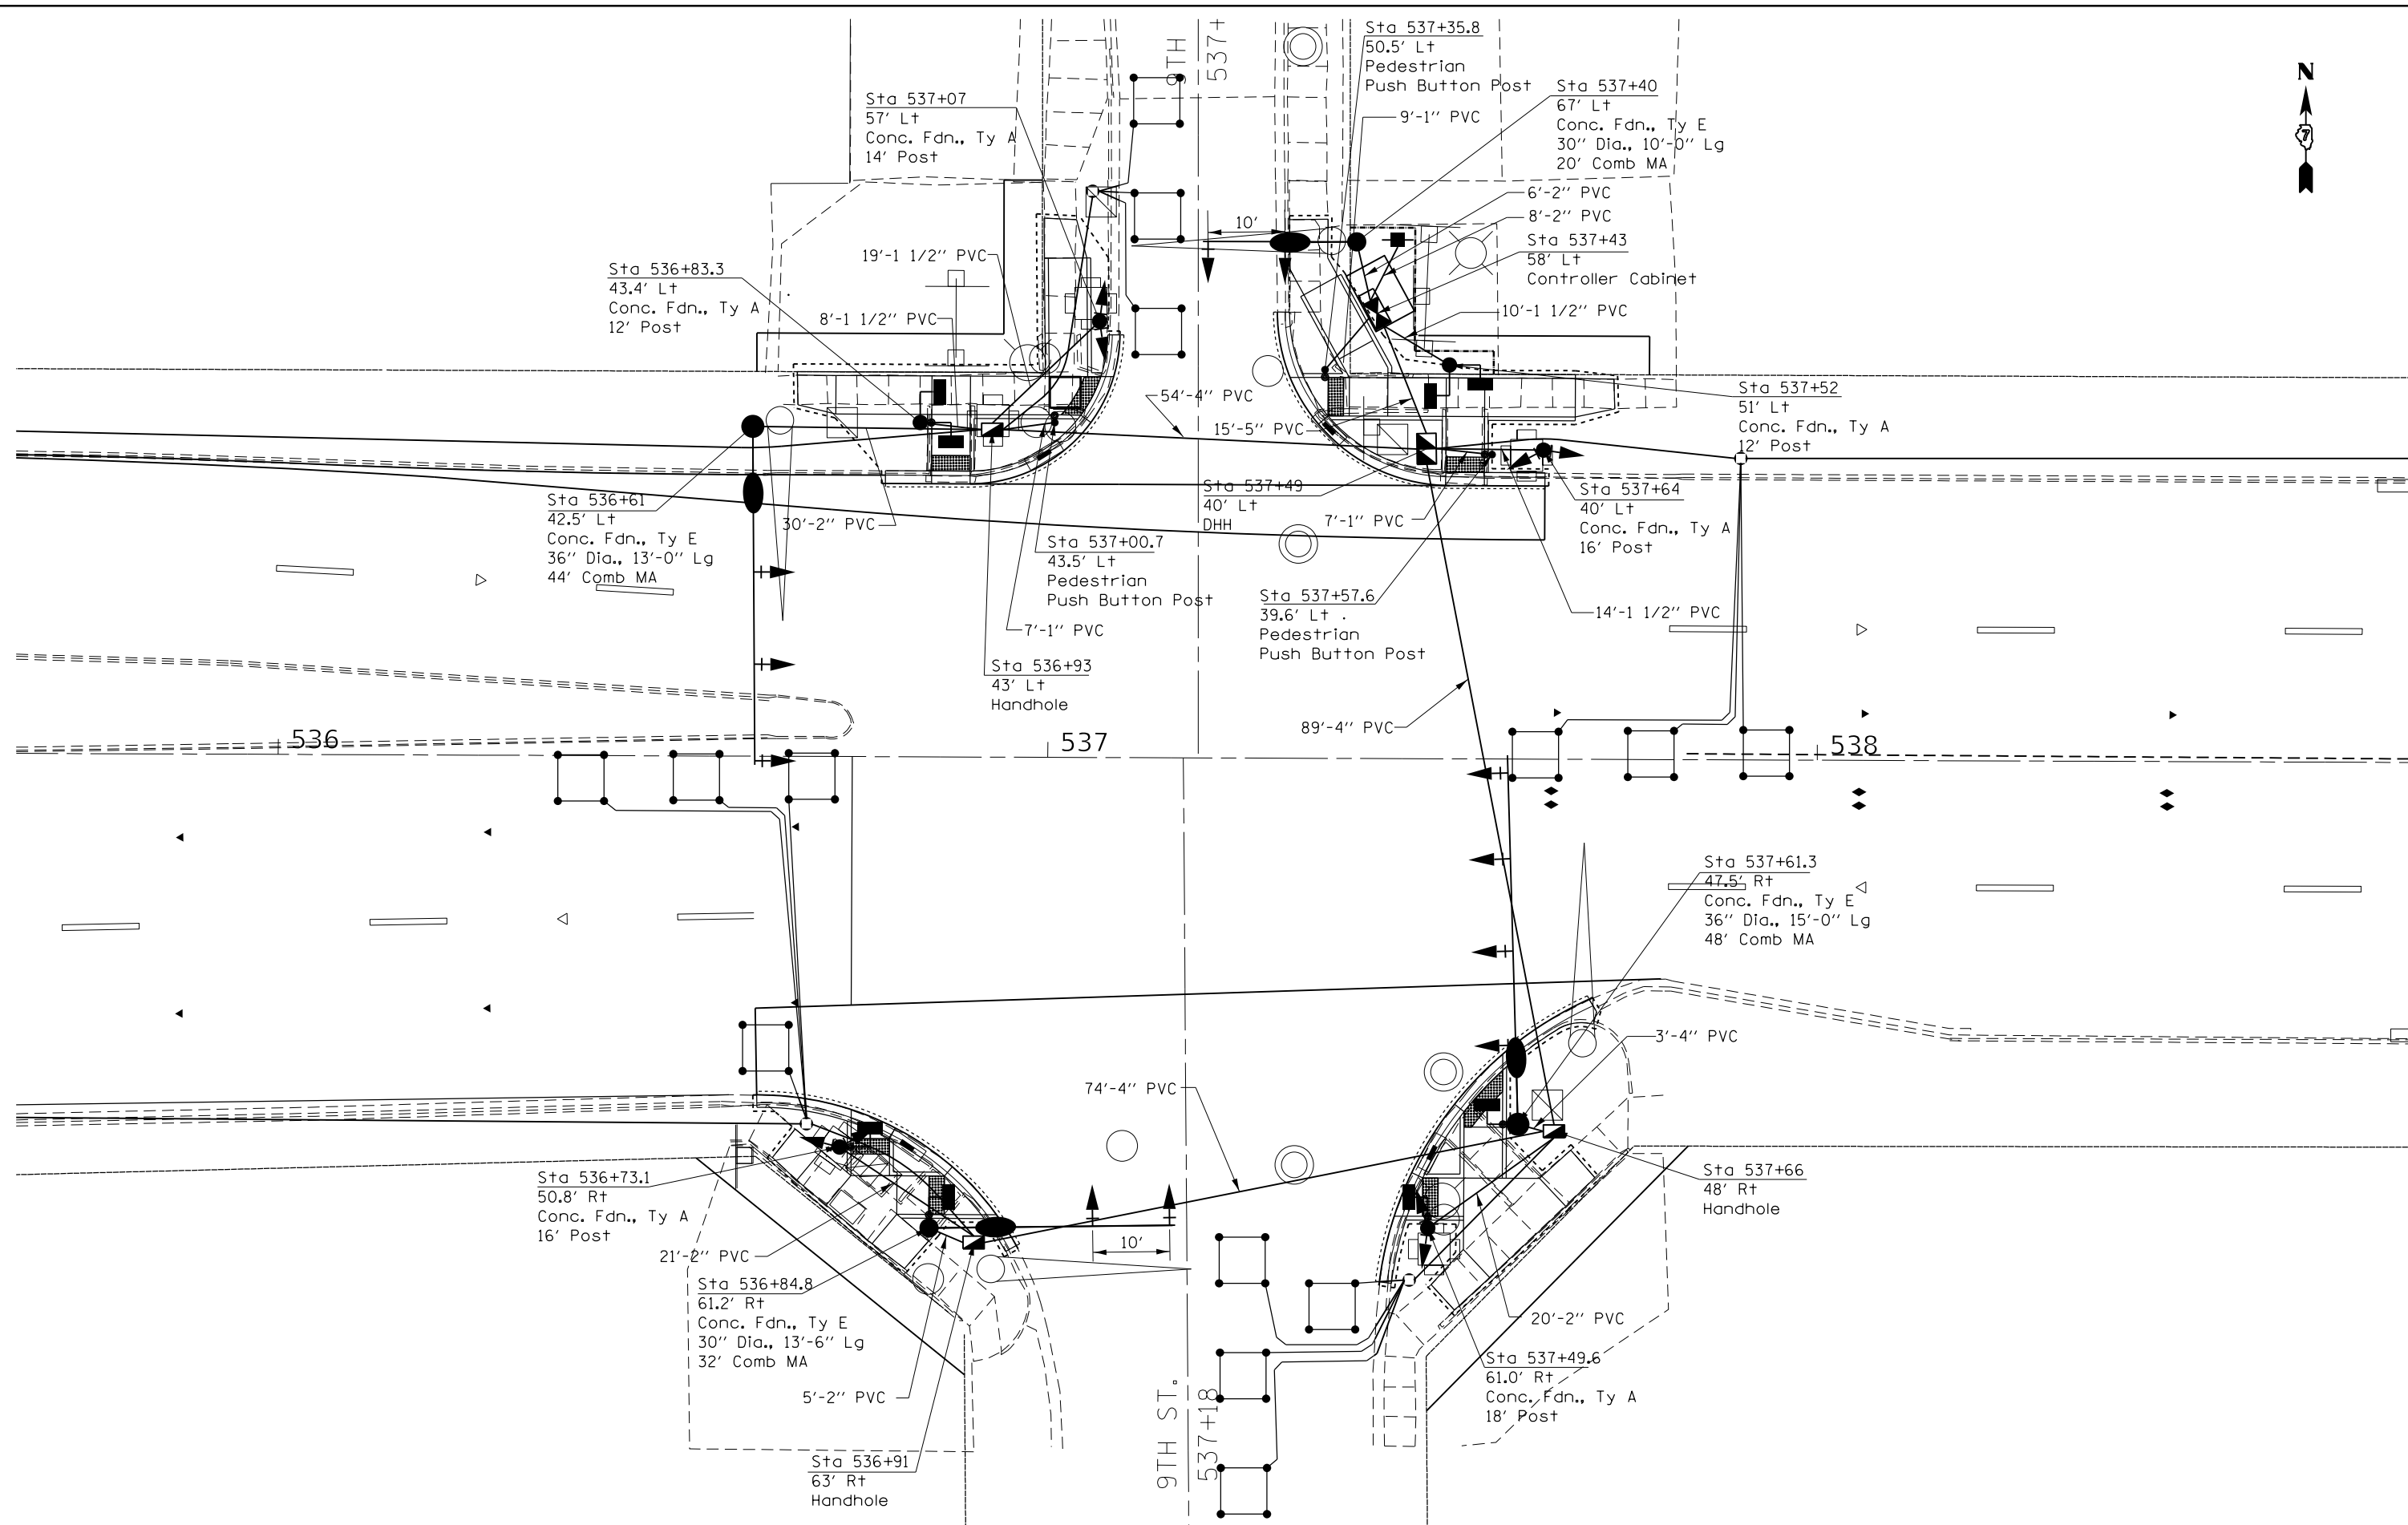 9TH
537+
Sta 537+35.8
50.5' Lt
Pedestrian
Push Button Post
N
7
Sta 537+07
57' Lt
Conc. Fdn., Ty A
14' Post
9'-1" PVC
Sta 537+40
67' Lt
Conc. Fdn., Ty E
30" Dia., 10'-0" Lg
20' Comb MA
6'-2" PVC
8'-2" PVC
10'
Sta 537+43
58' Lt
Controller Cabinet
19'-1 1/2" PVC
Sta 536+83.3
43.4' Lt
Conc. Fdn., Ty A
12' Post
8'-1 1/2" PVC
10'-1 1/2" PVC
54'-4" PVC
15'-5" PVC
Sta 537+52
51' Lt
Conc. Fdn., Ty A
12' Post
Sta 536+61
42.5' Lt
Conc. Fdn., Ty E
36" Dia., 13'-0" Lg
44' Comb MA
30'-2" PVC
Sta 537+49
40' Lt
DHH
7'-1" PVC
Sta 537+64
40' Lt
Conc. Fdn., Ty A
16' Post
Sta 537+00.7
43.5' Lt
Pedestrian
Push Button Post
7'-1" PVC
Sta 537+57.6
39.6' Lt
Pedestrian
Push Button Post
14'-1 1/2" PVC
Sta 536+93
43' Lt
Handhole
89'-4" PVC
536
537
538
Sta 537+61.3
47.5' Rt
Conc. Fdn., Ty E
36" Dia., 15'-0" Lg
48' Comb MA
3'-4" PVC
74'-4" PVC
Sta 536+73.1
50.8' Rt
Conc. Fdn., Ty A
16' Post
Sta 537+66
48' Rt
Handhole
21'-2" PVC
10'
Sta 536+84.8
61.2' Rt
Conc. Fdn., Ty E
30" Dia., 13'-6" Lg
32' Comb MA
20'-2" PVC
5'-2" PVC
Sta 537+49.6
61.0' Rt
Conc. Fdn., Ty A
18' Post
9TH ST.
537+18
Sta 536+91
63' Rt
Handhole